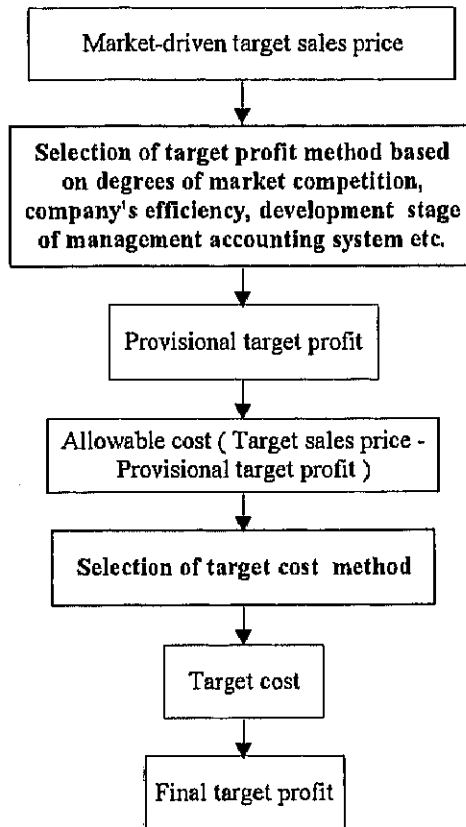 Market-driven target sales price
Selection of target profit method based
on degrees of market competition,
company's efficiency, development stage
of management accounting system etc.
Provisional target profit
Allowable cost ( Target sales price -
Provisional target profit )
Selection of target cost method
Target cost
Final target profit